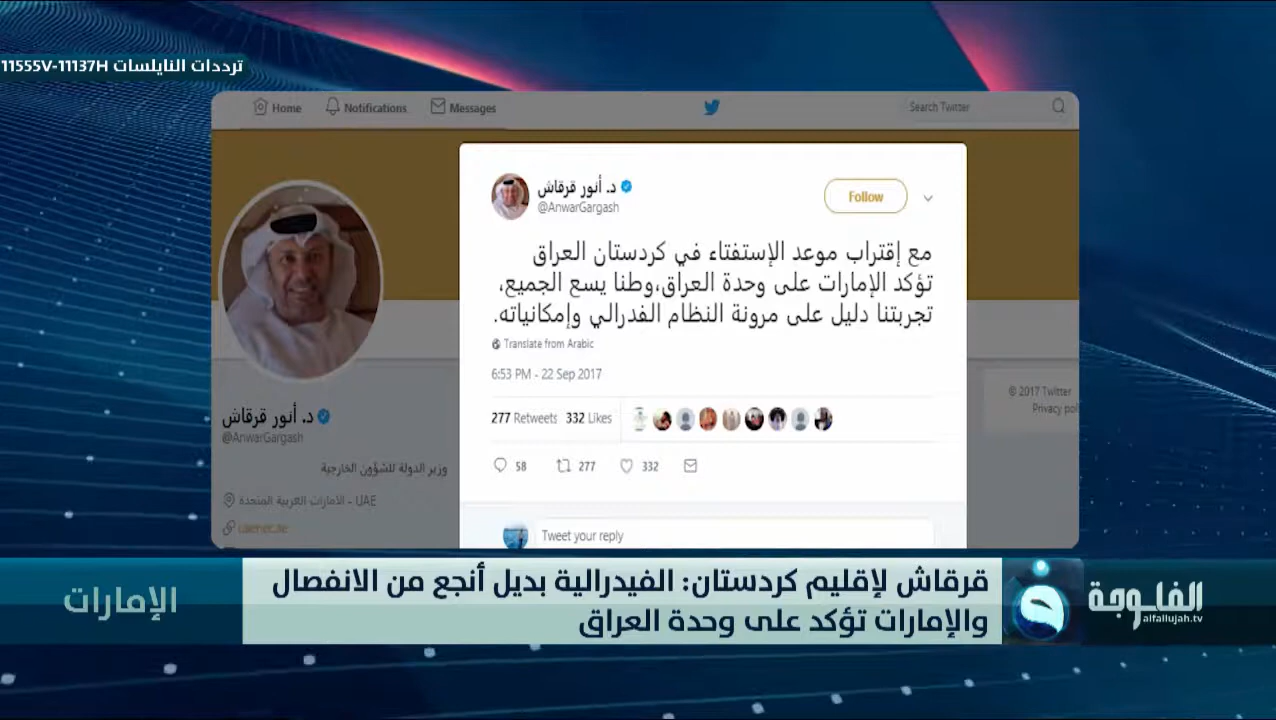 ترددات النايلسات 11555V-11137H
Home Notifications Messages Search Twitter
د. أنور قرقاش
@AnwarGargash
Follow
مع إقتراب موعد الإستفتاء في كردستان العراق
تؤكد الإمارات على وحدة العراق،وطنا يسع الجميع،
تجربتنا دليل على مرونة النظام الفدرالي وإمكانياته.
Translate from Arabic
6:53 PM - 22 Sep 2017
277 Retweets 332 Likes
58 277 332
Tweet your reply
د. أنور قرقاش
@AnwarGargash
وزير الدولة للشؤون الخارجية
الامارات العربية المتحدة - UAE
© 2017 Twitter
Privacy pol
قرقاش لإقليم كردستان: الفيدرالية بديل أنجع من الانفصال
والإمارات تؤكد على وحدة العراق
الإمارات
الفلوجة
alfallujah.tv